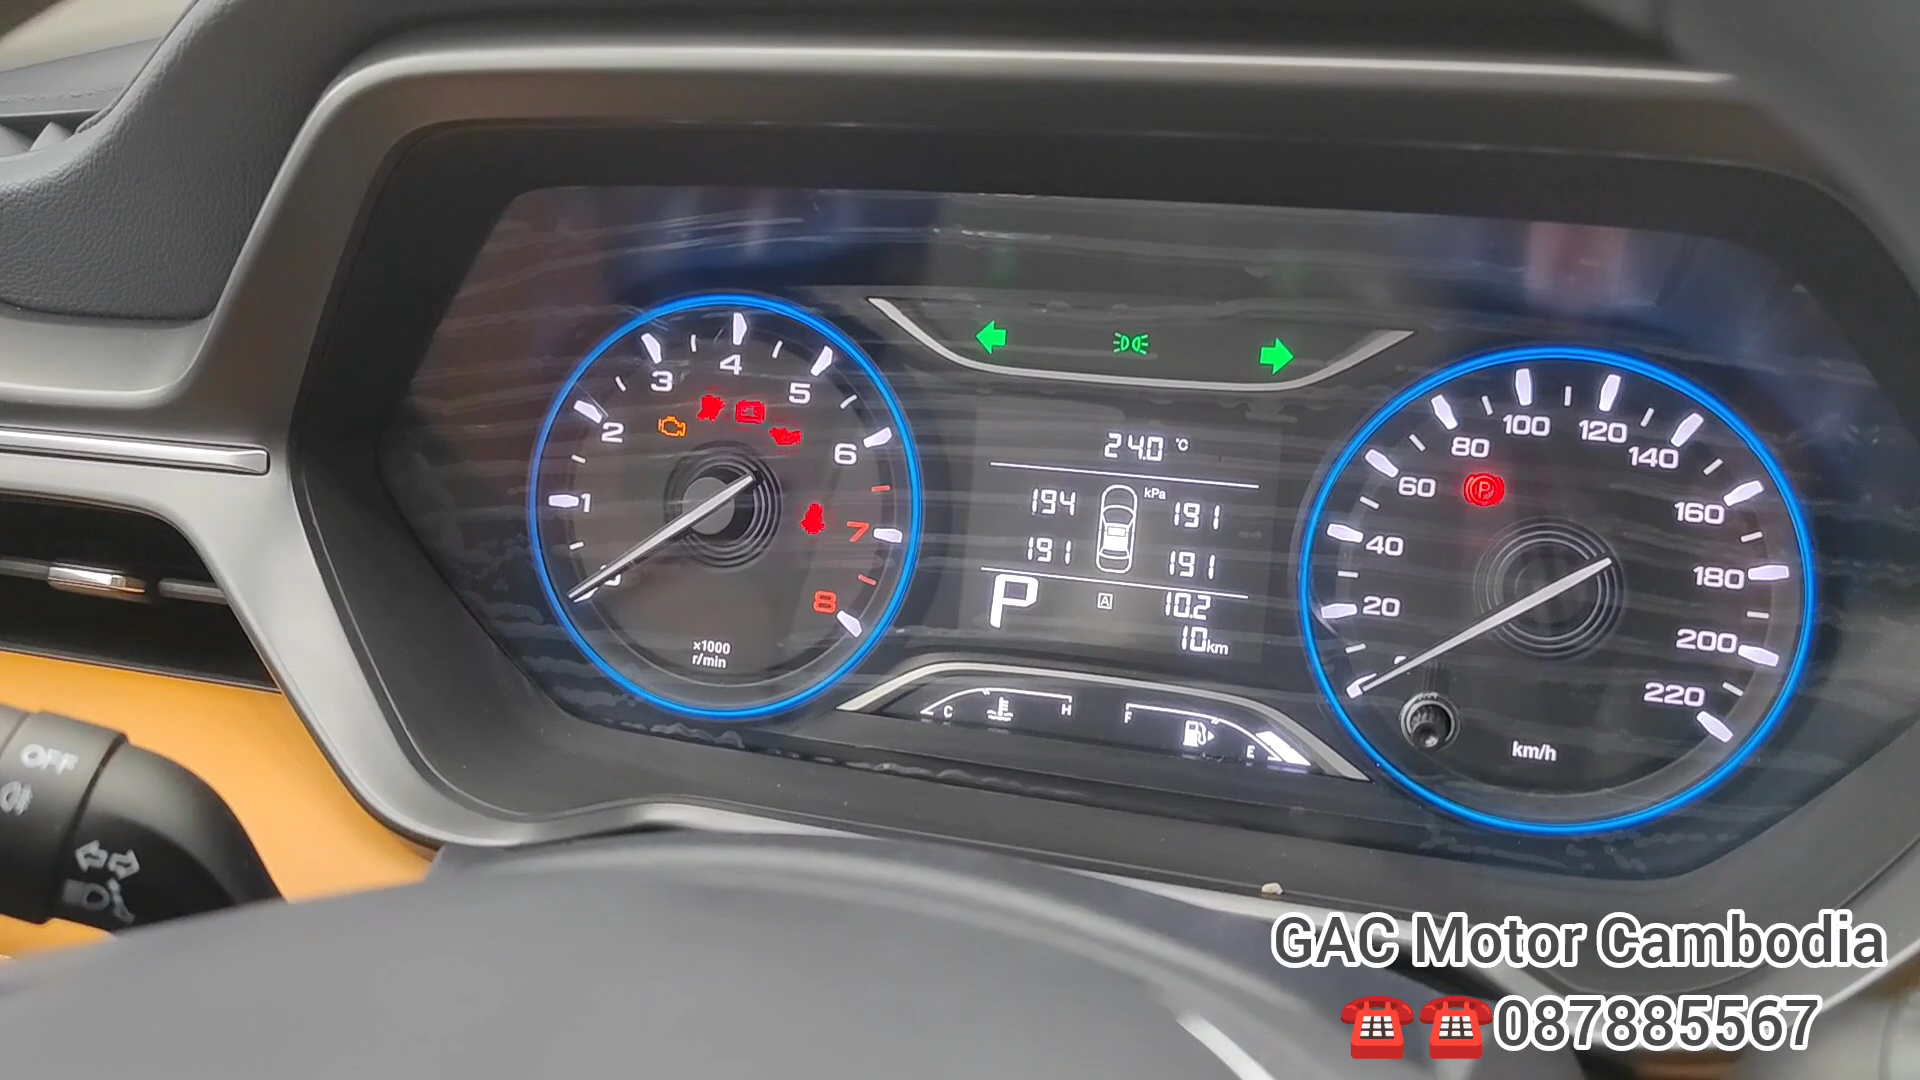 1
2
3
4
5
6
7
8
×1000
r/min
24.0 °C
194
kPa
191
191
191
P
A
10.2
10km
C
H
F
E
20
40
60
80
100
120
140
160
180
200
220
P
km/h
OFF
GAC Motor Cambodia
☎️☎️087885567